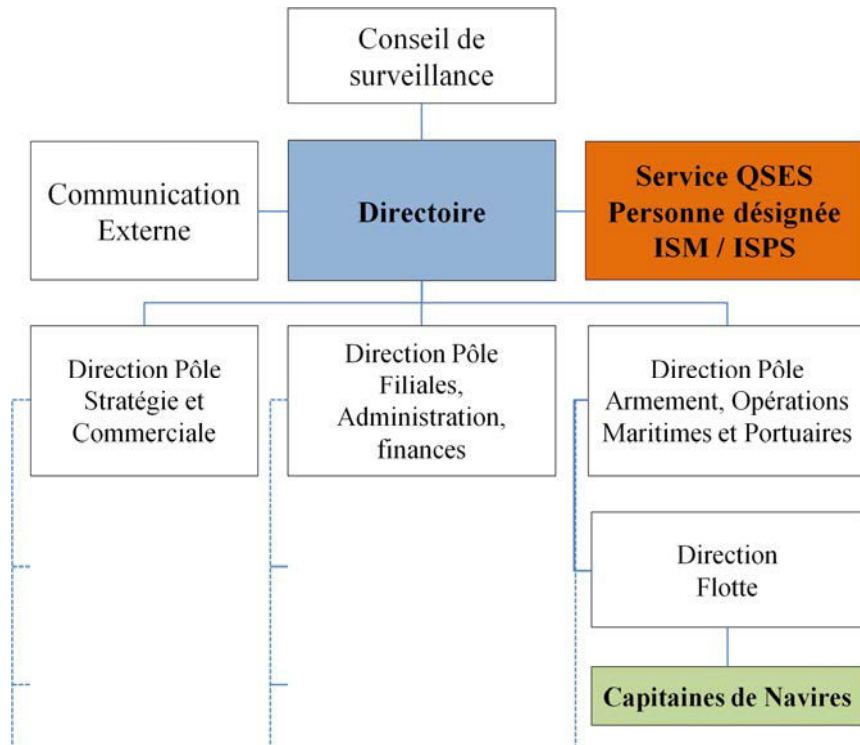 Conseil de
surveillance
Communication
Externe
Directoire
Service QSES
Personne désignée
ISM / ISPS
Direction Pôle
Stratégie et
Commerciale
Direction Pôle
Filiales,
Administration,
finances
Direction Pôle
Armement, Opérations
Maritimes et Portuaires
Direction
Flotte
Capitaines de Navires